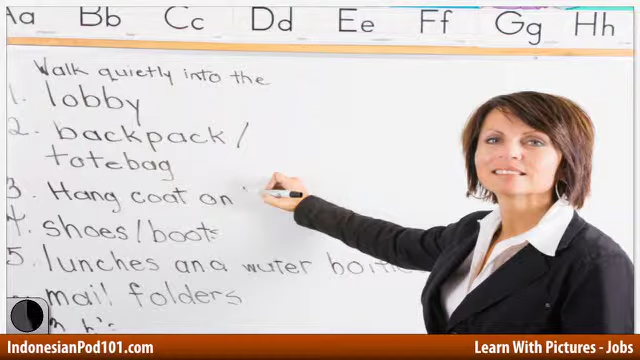 Aa Bb Cc Dd Ee Ff Gg Hh
Walk quietly into the
1. lobby
2. backpack/
totebag
3. Hang coat on
4. shoes/boots
5. lunches and water
mail folders
IndonesianPod101.com
Learn With Pictures - Jobs